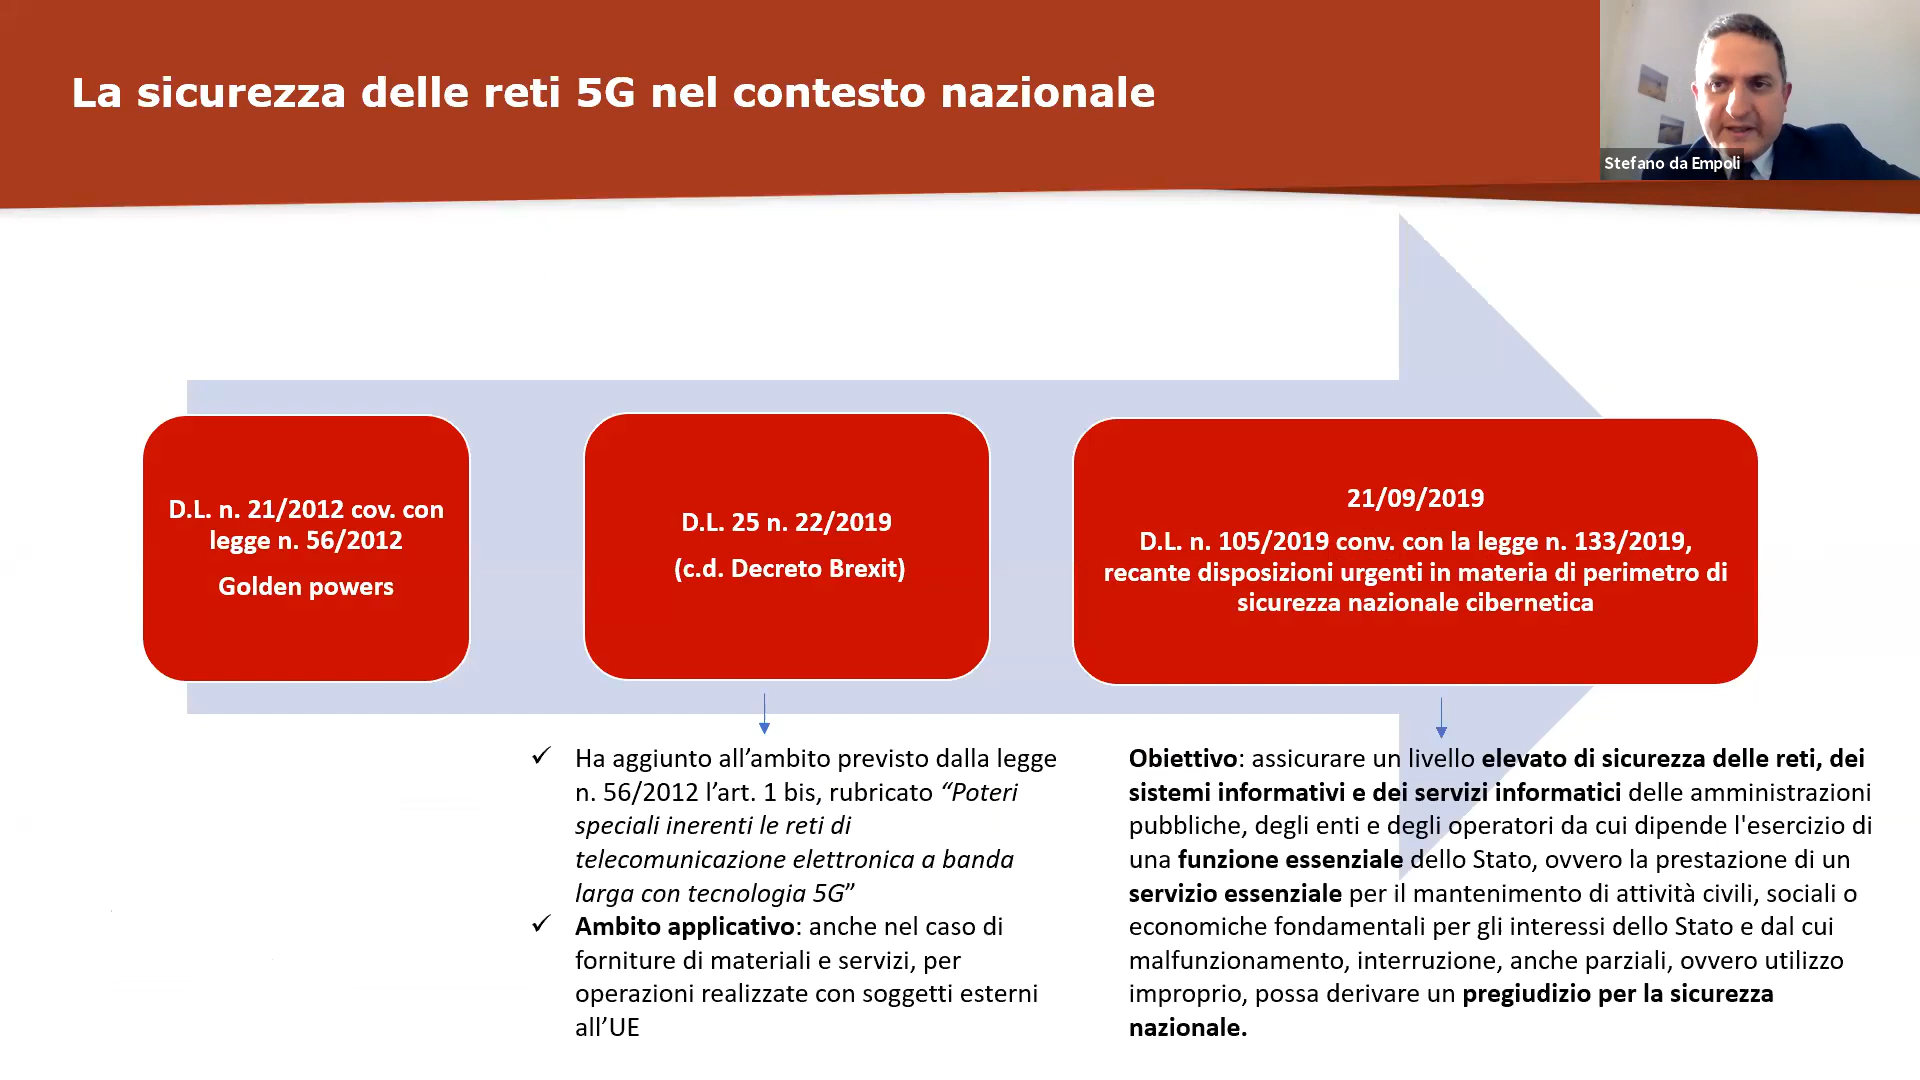 La sicurezza delle reti 5G nel contesto nazionale
Stefano da Empoli
D.L. n. 21/2012 cov. con
legge n. 56/2012
Golden powers
D.L. 25 n. 22/2019
(c.d. Decreto Brexit)
21/09/2019
D.L. n. 105/2019 conv. con la legge n. 133/2019,
recante disposizioni urgenti in materia di perimetro di
sicurezza nazionale cibernetica
✓ Ha aggiunto all’ambito previsto dalla legge
n. 56/2012 l’art. 1 bis, rubricato “Poteri
speciali inerenti le reti di
telecomunicazione elettronica a banda
larga con tecnologia 5G”
✓ Ambito applicativo: anche nel caso di
forniture di materiali e servizi, per
operazioni realizzate con soggetti esterni
all’UE
Obiettivo: assicurare un livello elevato di sicurezza delle reti, dei
sistemi informativi e dei servizi informatici delle amministrazioni
pubbliche, degli enti e degli operatori da cui dipende l'esercizio di
una funzione essenziale dello Stato, ovvero la prestazione di un
servizio essenziale per il mantenimento di attività civili, sociali o
economiche fondamentali per gli interessi dello Stato e dal cui
malfunzionamento, interruzione, anche parziali, ovvero utilizzo
improprio, possa derivare un pregiudizio per la sicurezza
nazionale.